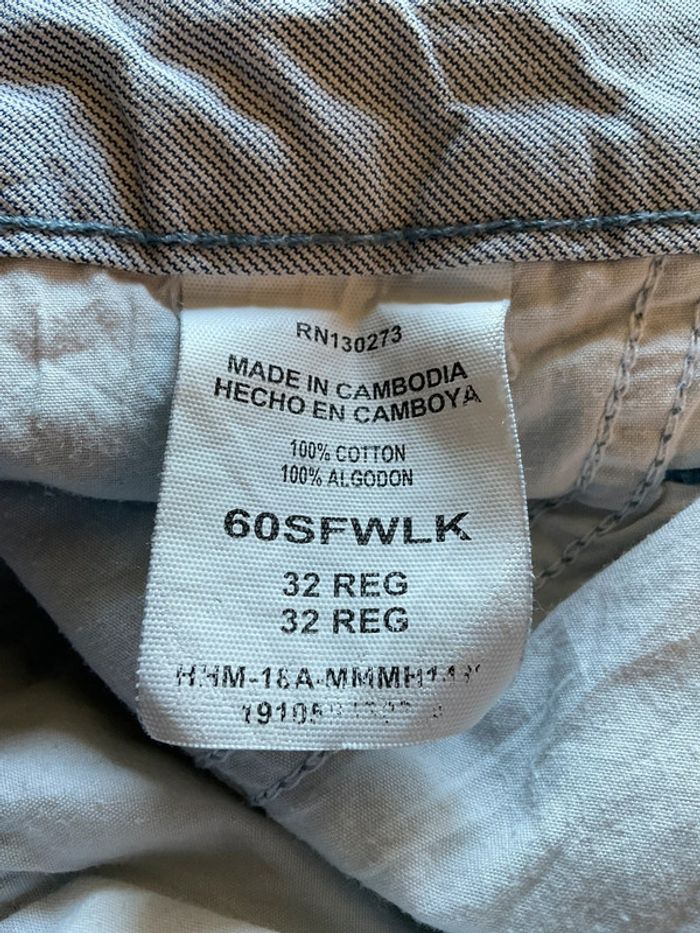 RN130273
MADE IN CAMBODIA
HECHO EN CAMBOYA
100% COTTON
100% ALGODON
60SFWLK
32 REG
32 REG